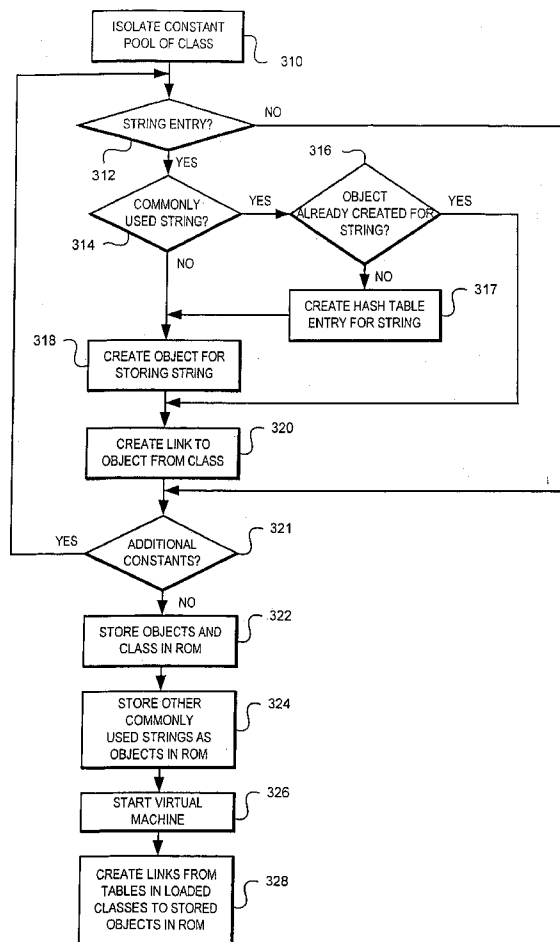 ISOLATE CONSTANT
POOL OF CLASS
310
STRING ENTRY?
NO
312
YES
316
COMMONLY
USED STRING?
YES
OBJECT
ALREADY CREATED FOR
STRING?
YES
314
NO
NO
317
CREATE HASH TABLE
ENTRY FOR STRING
318
CREATE OBJECT FOR
STORING STRING
320
CREATE LINK TO
OBJECT FROM CLASS
YES
ADDITIONAL
CONSTANTS?
321
NO
322
STORE OBJECTS AND
CLASS IN ROM
324
STORE OTHER
COMMONLY
USED STRINGS AS
OBJECTS IN ROM
326
START VIRTUAL
MACHINE
328
CREATE LINKS FROM
TABLES IN LOADED
CLASSES TO STORED
OBJECTS IN ROM